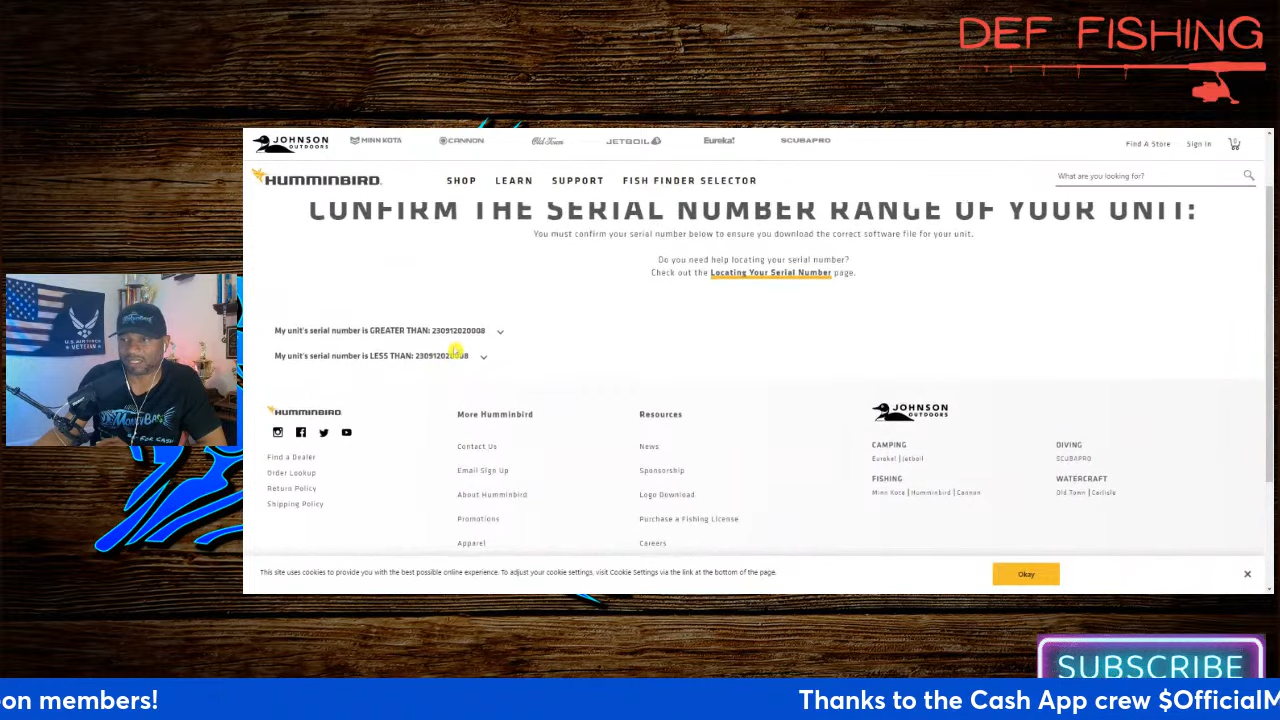 DEF FISHING
JOHNSON OUTDOORS MINN KOTA CANNON Old Town JETBOIL Eureka! SCUBAPRO
Find A Store Sign In 0
HUMMINBIRD. SHOP LEARN SUPPORT FISH FINDER SELECTOR
What are you looking for?
CONFIRM THE SERIAL NUMBER RANGE OF YOUR UNIT:
You must confirm your serial number below to ensure you download the correct software file for your unit.
Do you need help locating your serial number?
Check out the Locating Your Serial Number page.
My unit's serial number is GREATER THAN: 230912020008
My unit's serial number is LESS THAN: 230912020008
U.S. AIR FORCE
VETERAN
HUMMINBIRD.
Find a Dealer
Order Lookup
Return Policy
Shipping Policy
More Humminbird
Contact Us
Email Sign Up
About Humminbird
Promotions
Apparel
Resources
News
Sponsorship
Logo Download
Purchase a Fishing License
Careers
JOHNSON OUTDOORS
CAMPING
Eureka! | Jetboil
FISHING
Minn Kota | Humminbird | Cannon
DIVING
SCUBAPRO
WATERCRAFT
Old Town | Carlisle
This site uses cookies to provide you with the best possible online experience. To adjust your cookie settings, visit Cookie Settings via the link at the bottom of the page.
Okay
SUBSCRIBE
on members! Thanks to the Cash App crew $OfficialM